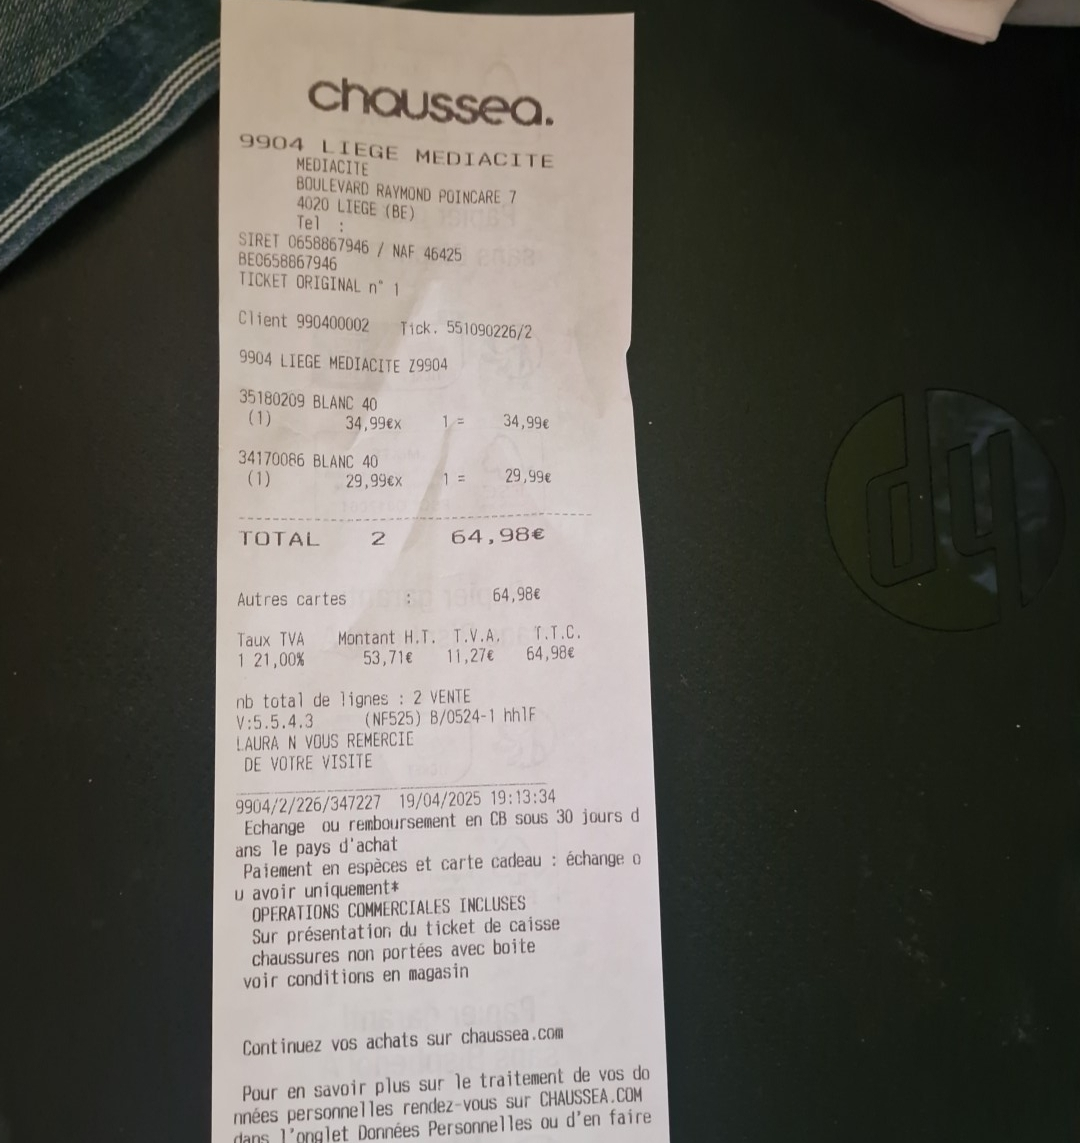 chaussea.
9904 LIEGE MEDIACITE
MEDIACITE
BOULEVARD RAYMOND POINCARE 7
4020 LIEGE (BE)
Tel :
SIRET 0658867946 / NAF 46425
BE0658867946
TICKET ORIGINAL n° 1
Client 990400002 Tick. 551090226/2
9904 LIEGE MEDIACITE Z9904
35180209 BLANC 40
(1) 34,99€x 1 = 34,99€
34170086 BLANC 40
(1) 29,99€x 1 = 29,99€
TOTAL 2 64,98€
Autres cartes : 64,98€
Taux TVA Montant H.T. T.V.A. T.T.C.
1 21,00% 53,71€ 11,27€ 64,98€
nb total de lignes : 2 VENTE
V:5.5.4.3 (NF525) B/0524-1 hhlF
LAURA N VOUS REMERCIE
DE VOTRE VISITE
9904/2/226/347227 19/04/2025 19:13:34
Echange ou remboursement en CB sous 30 jours d
ans le pays d'achat
Paiement en espèces et carte cadeau : échange o
u avoir uniquement*
OPERATIONS COMMERCIALES INCLUSES
Sur présentation du ticket de caisse
chaussures non portées avec boite
voir conditions en magasin
Continuez vos achats sur chaussea.com
Pour en savoir plus sur le traitement de vos do
nnées personnelles rendez-vous sur CHAUSSEA.COM
dans l'onglet Données Personnelles ou d'en faire
hp